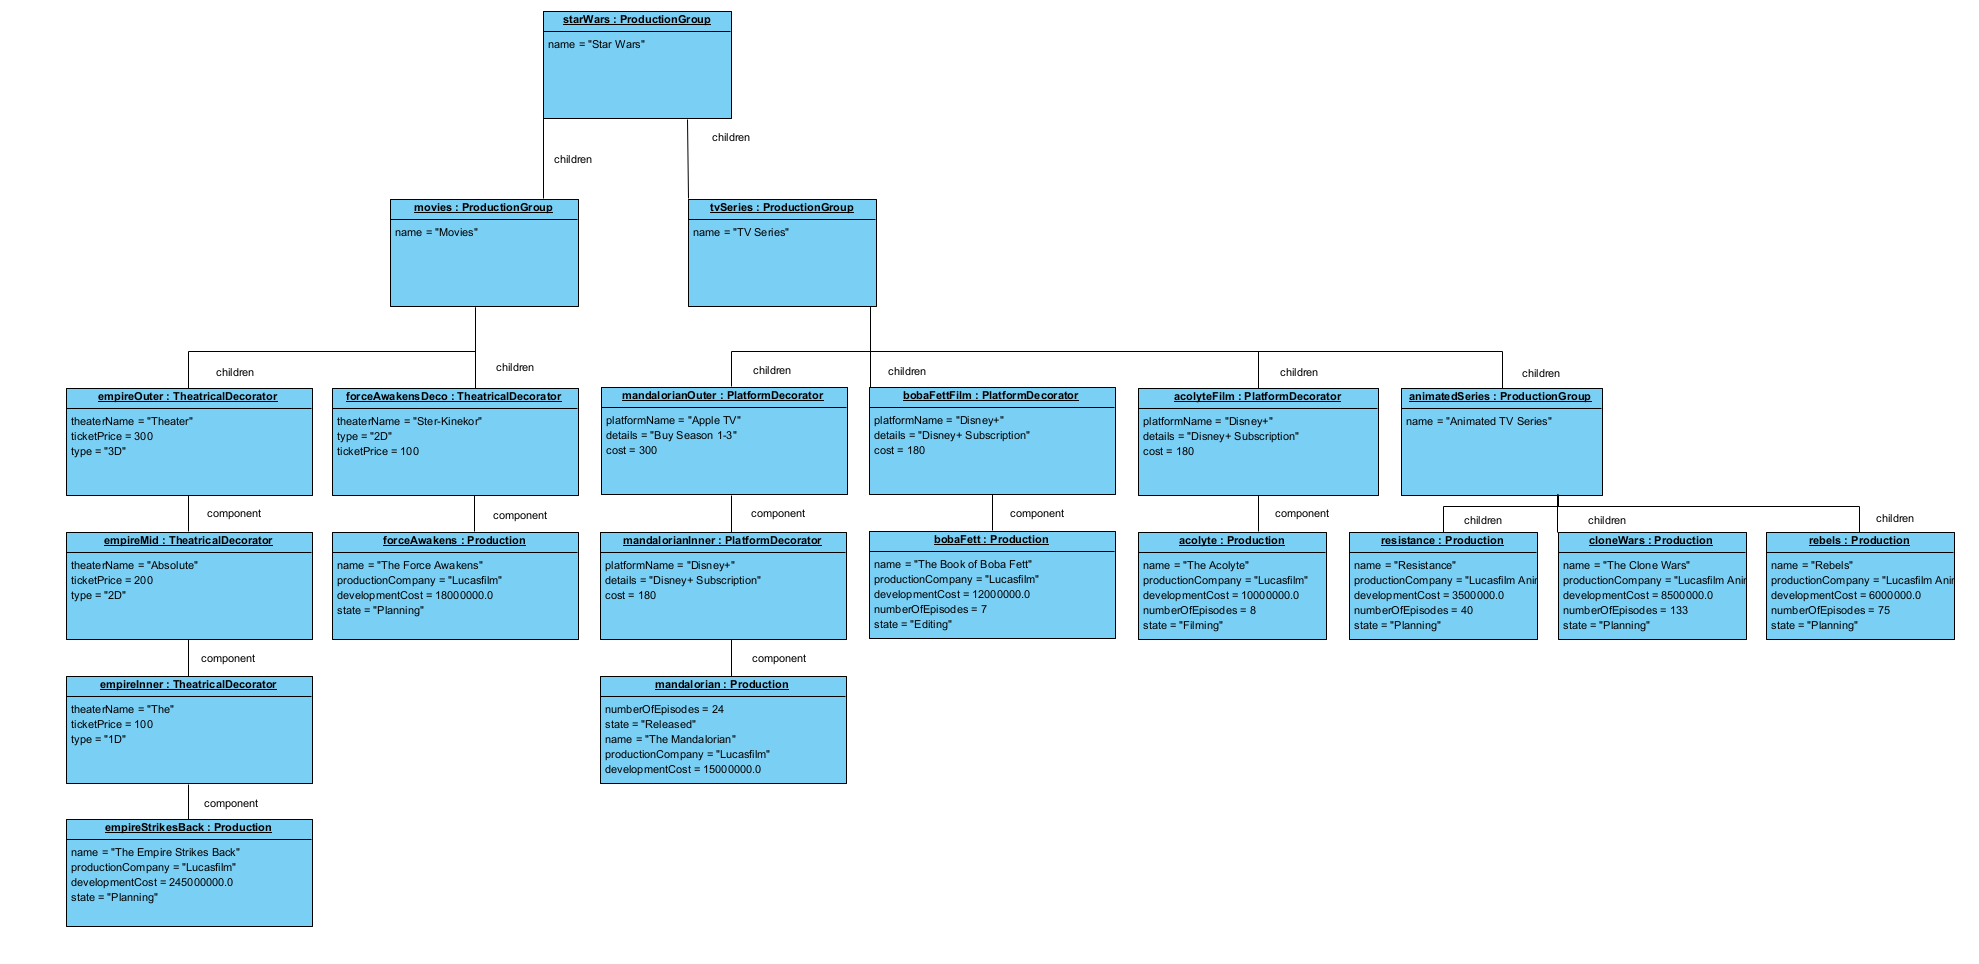 starWars : ProductionGroup
name = "Star Wars"
children
children
movies : ProductionGroup
name = "Movies"
tvSeries : ProductionGroup
name = "TV Series"
children
children
children
children
children
children
empireOuter : TheatricalDecorator
theaterName = "Theater"
ticketPrice = 300
type = "3D"
forceAwakensDeco : TheatricalDecorator
theaterName = "Ster-Kinekor"
type = "2D"
ticketPrice = 100
mandalorianOuter : PlatformDecorator
platformName = "Apple TV"
details = "Buy Season 1-3"
cost = 300
bobaFettFilm : PlatformDecorator
platformName = "Disney+"
details = "Disney+ Subscription"
cost = 180
acolyteFilm : PlatformDecorator
platformName = "Disney+"
details = "Disney+ Subscription"
cost = 180
animatedSeries : ProductionGroup
name = "Animated TV Series"
component
component
component
component
component
children
children
children
empireMid : TheatricalDecorator
theaterName = "Absolute"
ticketPrice = 200
type = "2D"
forceAwakens : Production
name = "The Force Awakens"
productionCompany = "Lucasfilm"
developmentCost = 18000000.0
state = "Planning"
mandalorianInner : PlatformDecorator
platformName = "Disney+"
details = "Disney+ Subscription"
cost = 180
bobaFett : Production
name = "The Book of Boba Fett"
productionCompany = "Lucasfilm"
developmentCost = 12000000.0
numberOfEpisodes = 7
state = "Editing"
acolyte : Production
name = "The Acolyte"
productionCompany = "Lucasfilm"
developmentCost = 10000000.0
numberOfEpisodes = 8
state = "Filming"
resistance : Production
name = "Resistance"
productionCompany = "Lucasfilm Anir
developmentCost = 3500000.0
numberOfEpisodes = 40
state = "Planning"
cloneWars : Production
name = "The Clone Wars"
productionCompany = "Lucasfilm Anir
developmentCost = 8500000.0
numberOfEpisodes = 133
state = "Planning"
rebels : Production
name = "Rebels"
productionCompany = "Lucasfilm Anir
developmentCost = 6000000.0
numberOfEpisodes = 75
state = "Planning"
component
component
empireInner : TheatricalDecorator
theaterName = "The"
ticketPrice = 100
type = "1D"
mandalorian : Production
numberOfEpisodes = 24
state = "Released"
name = "The Mandalorian"
productionCompany = "Lucasfilm"
developmentCost = 15000000.0
component
empireStrikesBack : Production
name = "The Empire Strikes Back"
productionCompany = "Lucasfilm"
developmentCost = 245000000.0
state = "Planning"